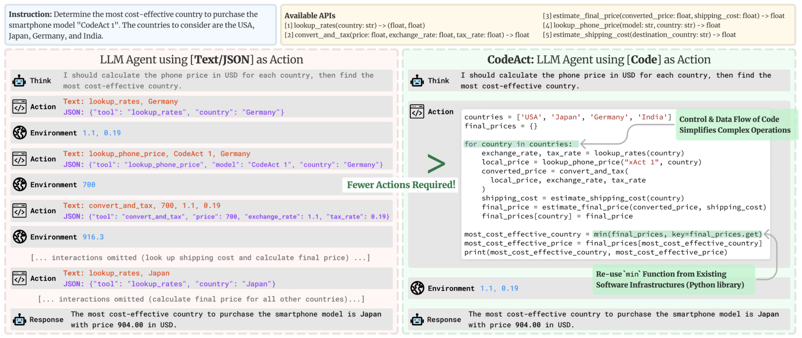 Instruction: Determine the most cost-effective country to purchase the
smartphone model "CodeAct 1". The countries to consider are the USA,
Japan, Germany, and India.
Available APIs
[1] lookup_rates(country: str) -> (float, float)
[2] convert_and_tax(price: float, exchange_rate: float, tax_rate: float) -> float
[3] estimate_final_price(converted_price: float, shipping_cost: float) -> float
[4] lookup_phone_price(model: str, country: str) -> float
[5] estimate_shipping_cost(destination_country: str) -> float
LLM Agent using [Text/JSON] as Action
Think
I should calculate the phone price in USD for each country, then find the
most cost-effective country.
Action
Text: lookup_rates, Germany
JSON: {"tool": "lookup_rates", "country": "Germany"}
Environment 1.1, 0.19
Action
Text: lookup_phone_price, CodeAct 1, Germany
JSON: {"tool": "lookup_phone_price", "model": "CodeAct 1", "country": "Germany"}
Environment 700
Action
Text: convert_and_tax, 700, 1.1, 0.19
JSON: {"tool": "convert_and_tax", "price": 700, "exchange_rate": 1.1, "tax_rate": 0.19}
Environment 916.3
[... interactions omitted (look up shipping cost and calculate final price) ...]
Action
Text: lookup_rates, Japan
JSON: {"tool": "lookup_rates", "country": "Japan"}
[... interactions omitted (calculate final price for all other countries)...]
Response
The most cost-effective country to purchase the smartphone model is Japan
with price 904.00 in USD.
>
Fewer Actions Required!
CodeAct: LLM Agent using [Code] as Action
Think
I should calculate the phone price in USD for each country, then find the
most cost-effective country.
Action
countries = ['USA', 'Japan', 'Germany', 'India']
final_prices = {}
for country in countries:
exchange_rate, tax_rate = lookup_rates(country)
local_price = lookup_phone_price("xAct 1", country)
converted_price = convert_and_tax(
local_price, exchange_rate, tax_rate
)
shipping_cost = estimate_shipping_cost(country)
final_price = estimate_final_price(converted_price, shipping_cost)
final_prices[country] = final_price
most_cost_effective_country = min(final_prices, key=final_prices.get)
most_cost_effective_price = final_prices[most_cost_effective_country]
print(most_cost_effective_country, most_cost_effective_price)
Control & Data Flow of Code
Simplifies Complex Operations
Re-use `min` Function from Existing
Software Infrastructures (Python library)
Environment 1.1, 0.19
Response
The most cost-effective country to purchase the smartphone model is Japan
with price 904.00 in USD.